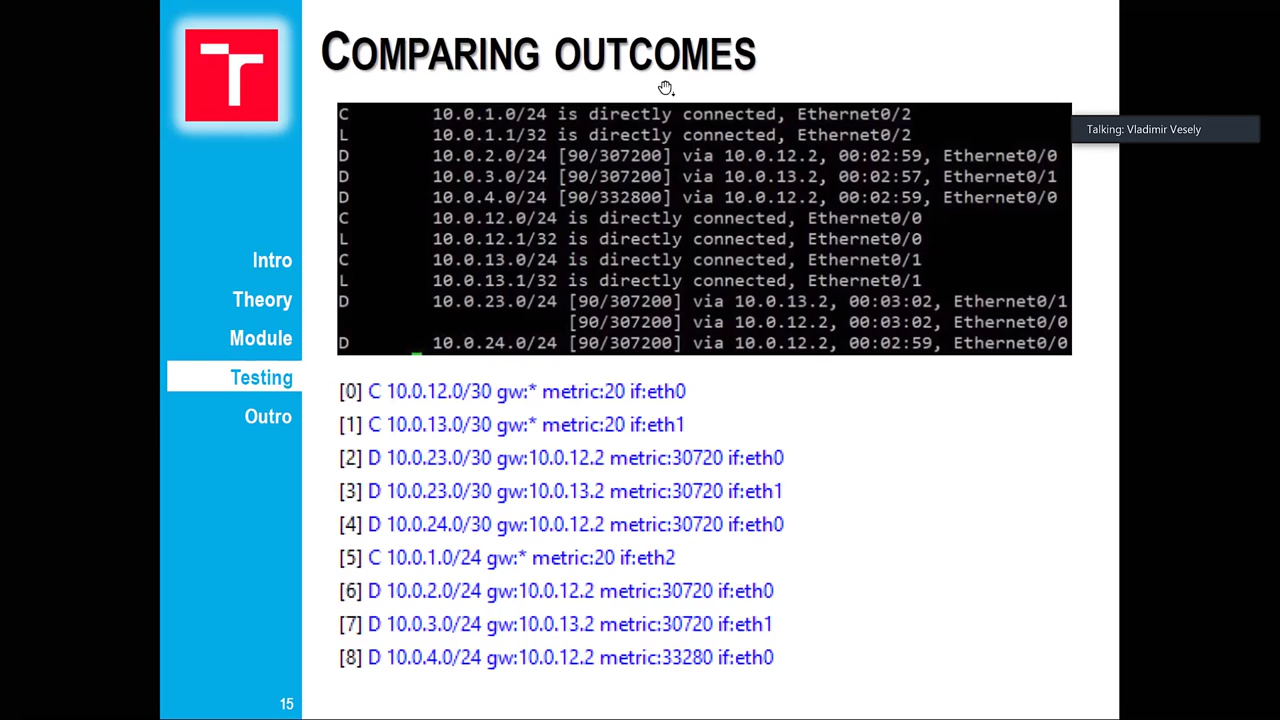 COMPARING OUTCOMES
C 10.0.1.0/24 is directly connected, Ethernet0/2
L 10.0.1.1/32 is directly connected, Ethernet0/2
D 10.0.2.0/24 [90/307200] via 10.0.12.2, 00:02:59, Ethernet0/0
D 10.0.3.0/24 [90/307200] via 10.0.13.2, 00:02:57, Ethernet0/1
D 10.0.4.0/24 [90/332800] via 10.0.12.2, 00:02:59, Ethernet0/0
C 10.0.12.0/24 is directly connected, Ethernet0/0
L 10.0.12.1/32 is directly connected, Ethernet0/0
C 10.0.13.0/24 is directly connected, Ethernet0/1
L 10.0.13.1/32 is directly connected, Ethernet0/1
D 10.0.23.0/24 [90/307200] via 10.0.13.2, 00:03:02, Ethernet0/1
[90/307200] via 10.0.12.2, 00:03:02, Ethernet0/0
D 10.0.24.0/24 [90/307200] via 10.0.12.2, 00:02:59, Ethernet0/0
Talking: Vladimir Vesely
Intro
Theory
Module
Testing
Outro
[0] C 10.0.12.0/30 gw:* metric:20 if:eth0
[1] C 10.0.13.0/30 gw:* metric:20 if:eth1
[2] D 10.0.23.0/30 gw:10.0.12.2 metric:30720 if:eth0
[3] D 10.0.23.0/30 gw:10.0.13.2 metric:30720 if:eth1
[4] D 10.0.24.0/30 gw:10.0.12.2 metric:30720 if:eth0
[5] C 10.0.1.0/24 gw:* metric:20 if:eth2
[6] D 10.0.2.0/24 gw:10.0.12.2 metric:30720 if:eth0
[7] D 10.0.3.0/24 gw:10.0.13.2 metric:30720 if:eth1
[8] D 10.0.4.0/24 gw:10.0.12.2 metric:33280 if:eth0
15